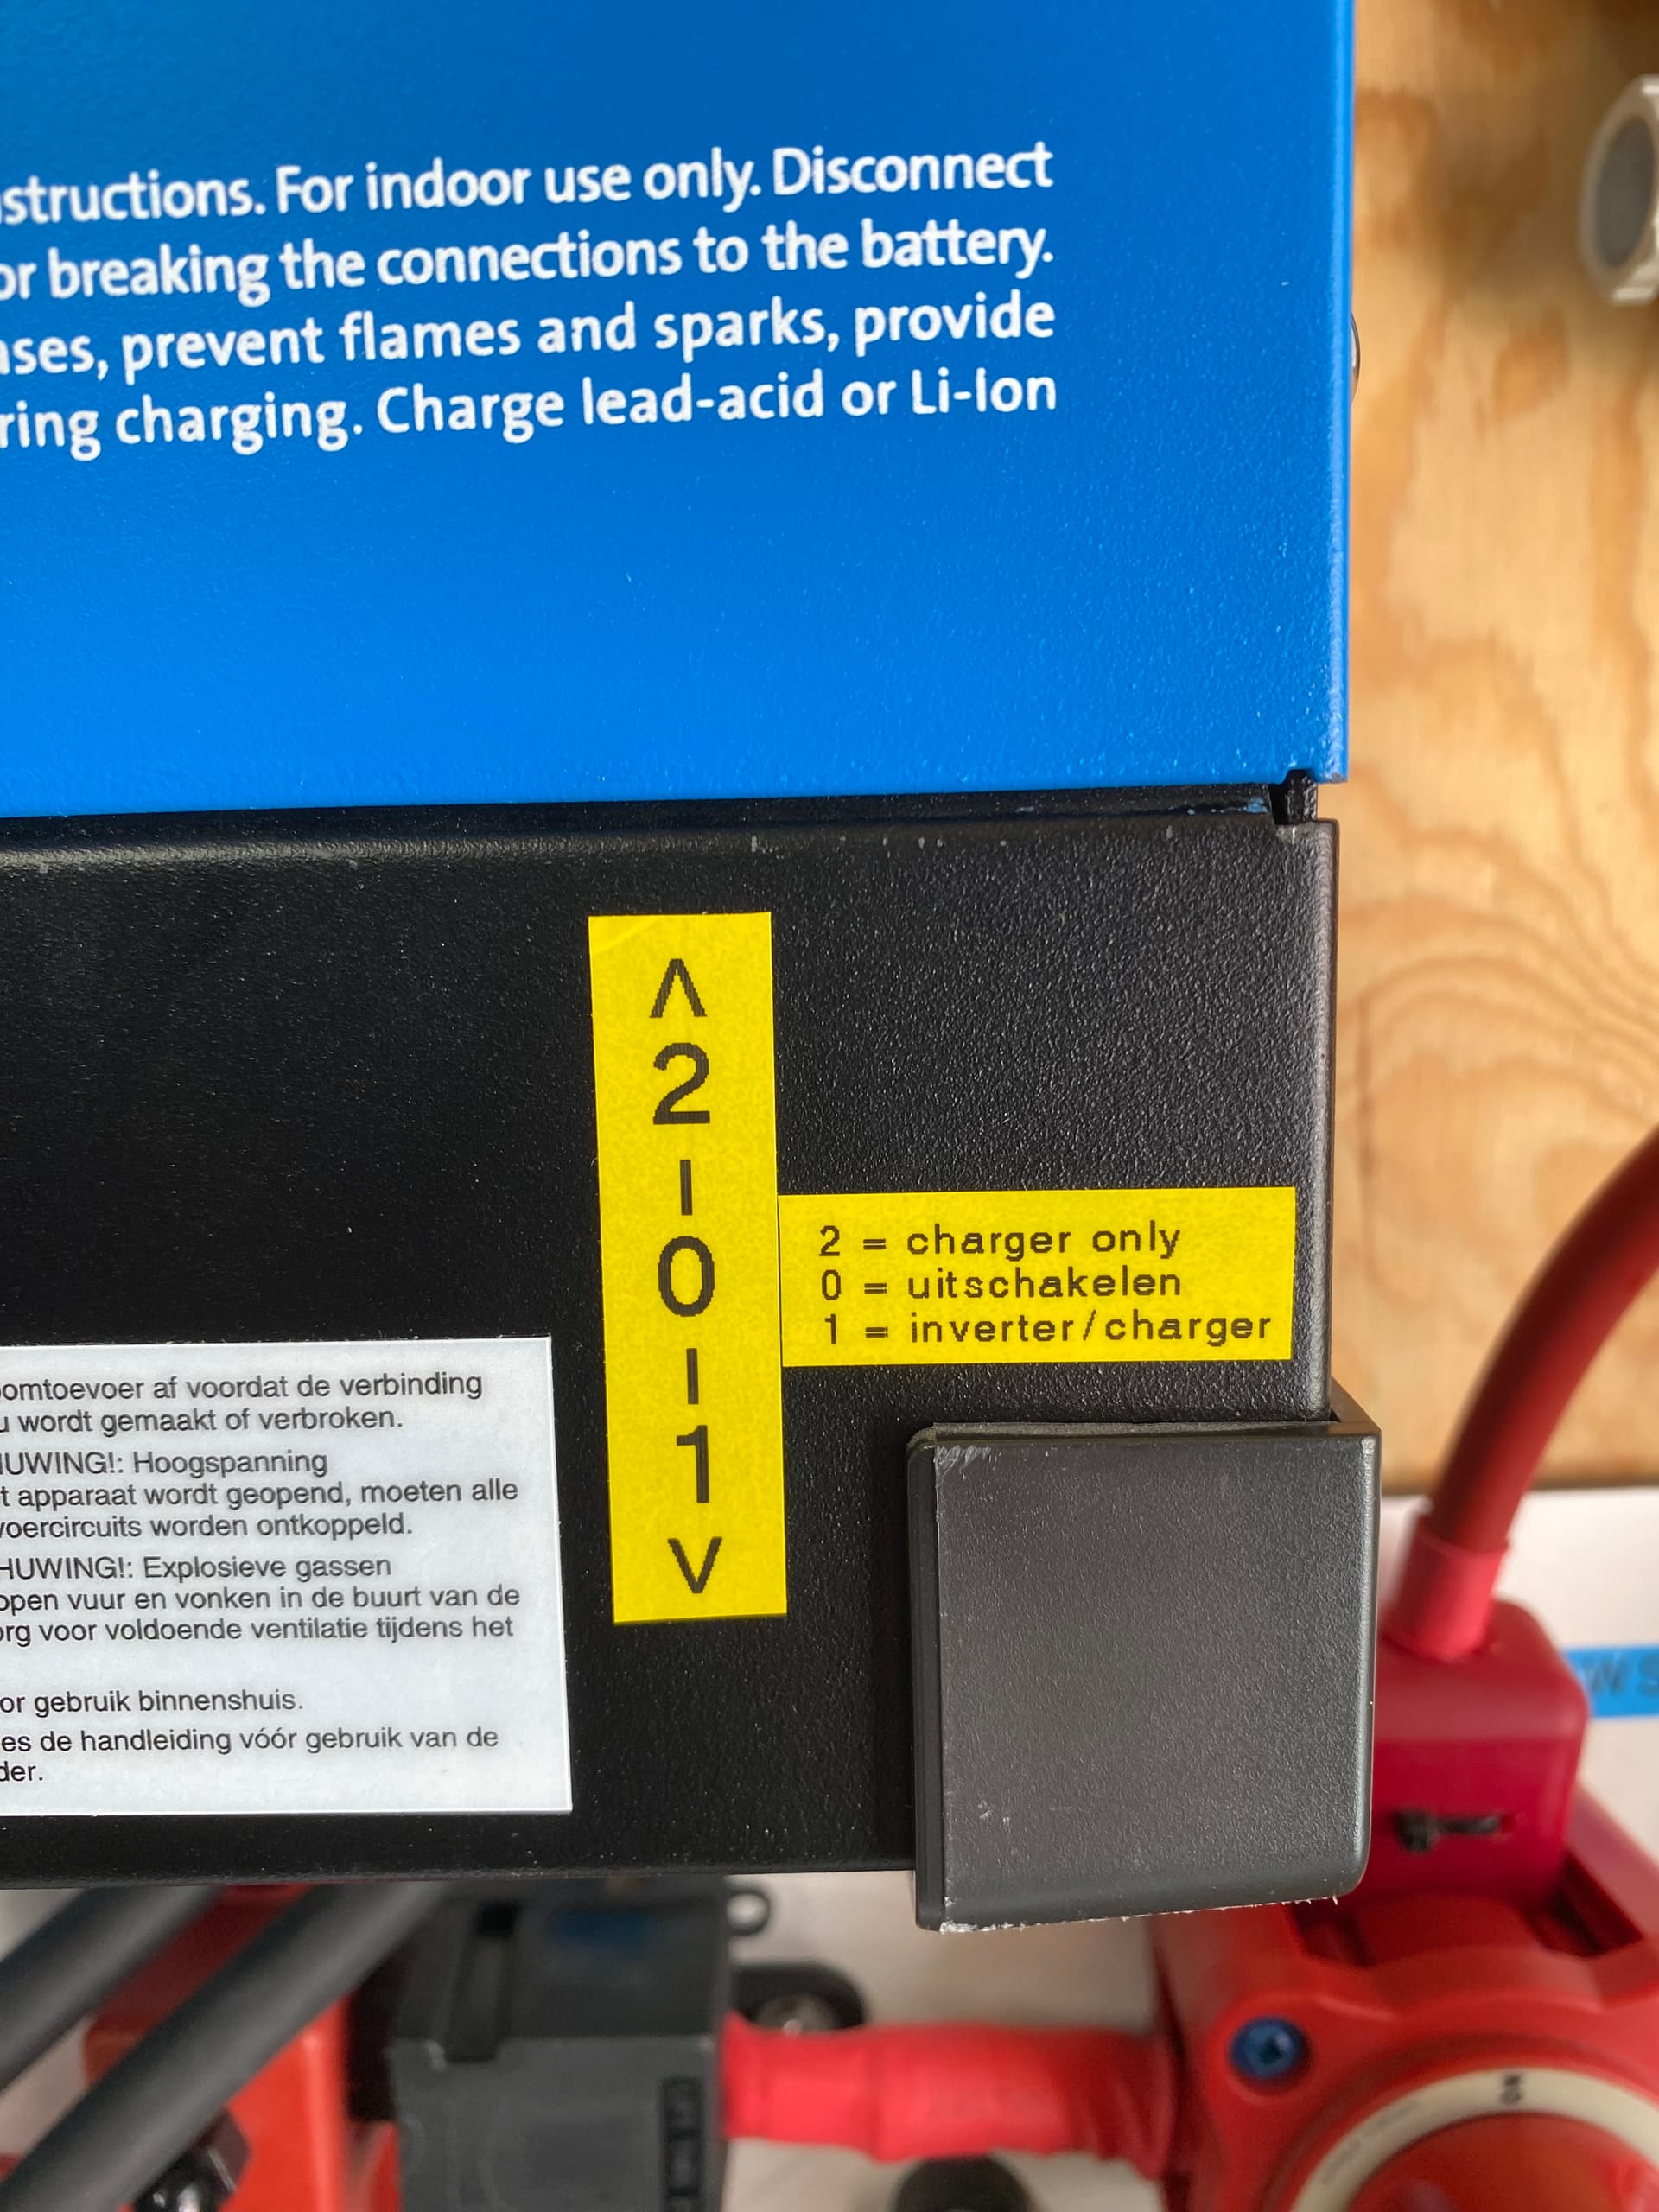 structions. For indoor use only. Disconnect
or breaking the connections to the battery.
ases, prevent flames and sparks, provide
ring charging. Charge lead-acid or Li-Ion
^
2
-
0
-
1
v
2 = charger only
0 = uitschakelen
1 = inverter/charger
omtoevoer af voordat de verbinding
u wordt gemaakt of verbroken.
HUWING!: Hoogspanning
t apparaat wordt geopend, moeten alle
voercircuits worden ontkoppeld.
HUWING!: Explosieve gassen
open vuur en vonken in de buurt van de
org voor voldoende ventilatie tijdens het
or gebruik binnenshuis.
es de handleiding vóór gebruik van de
der.
ON